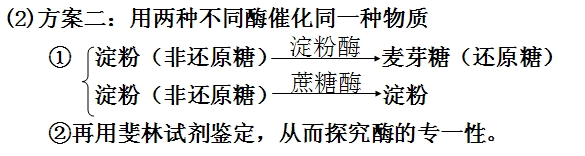 (2)方案二：用两种不同酶催化同一种物质
① 淀粉（非还原糖） 淀粉酶 麦芽糖（还原糖）
淀粉（非还原糖） 蔗糖酶 淀粉
②再用斐林试剂鉴定，从而探究酶的专一性。